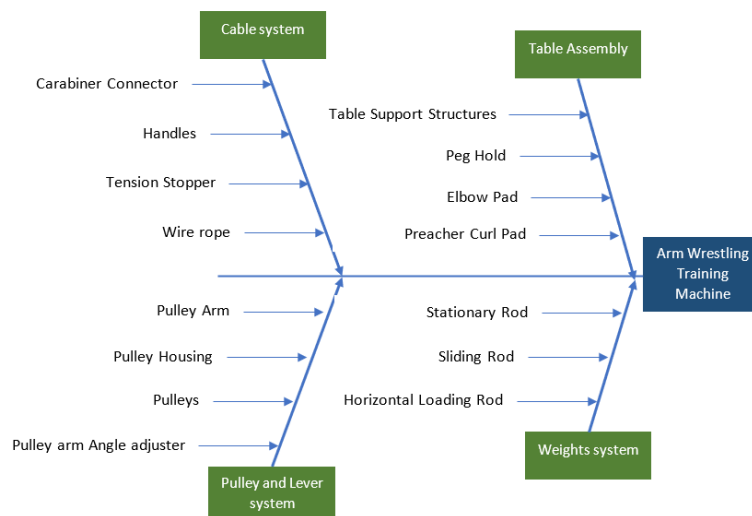 Cable system
Carabiner Connector
Handles
Tension Stopper
Wire rope
Table Assembly
Table Support Structures
Peg Hold
Elbow Pad
Preacher Curl Pad
Arm Wrestling
Training
Machine
Pulley Arm
Pulley Housing
Pulleys
Pulley arm Angle adjuster
Pulley and Lever
system
Stationary Rod
Sliding Rod
Horizontal Loading Rod
Weights system